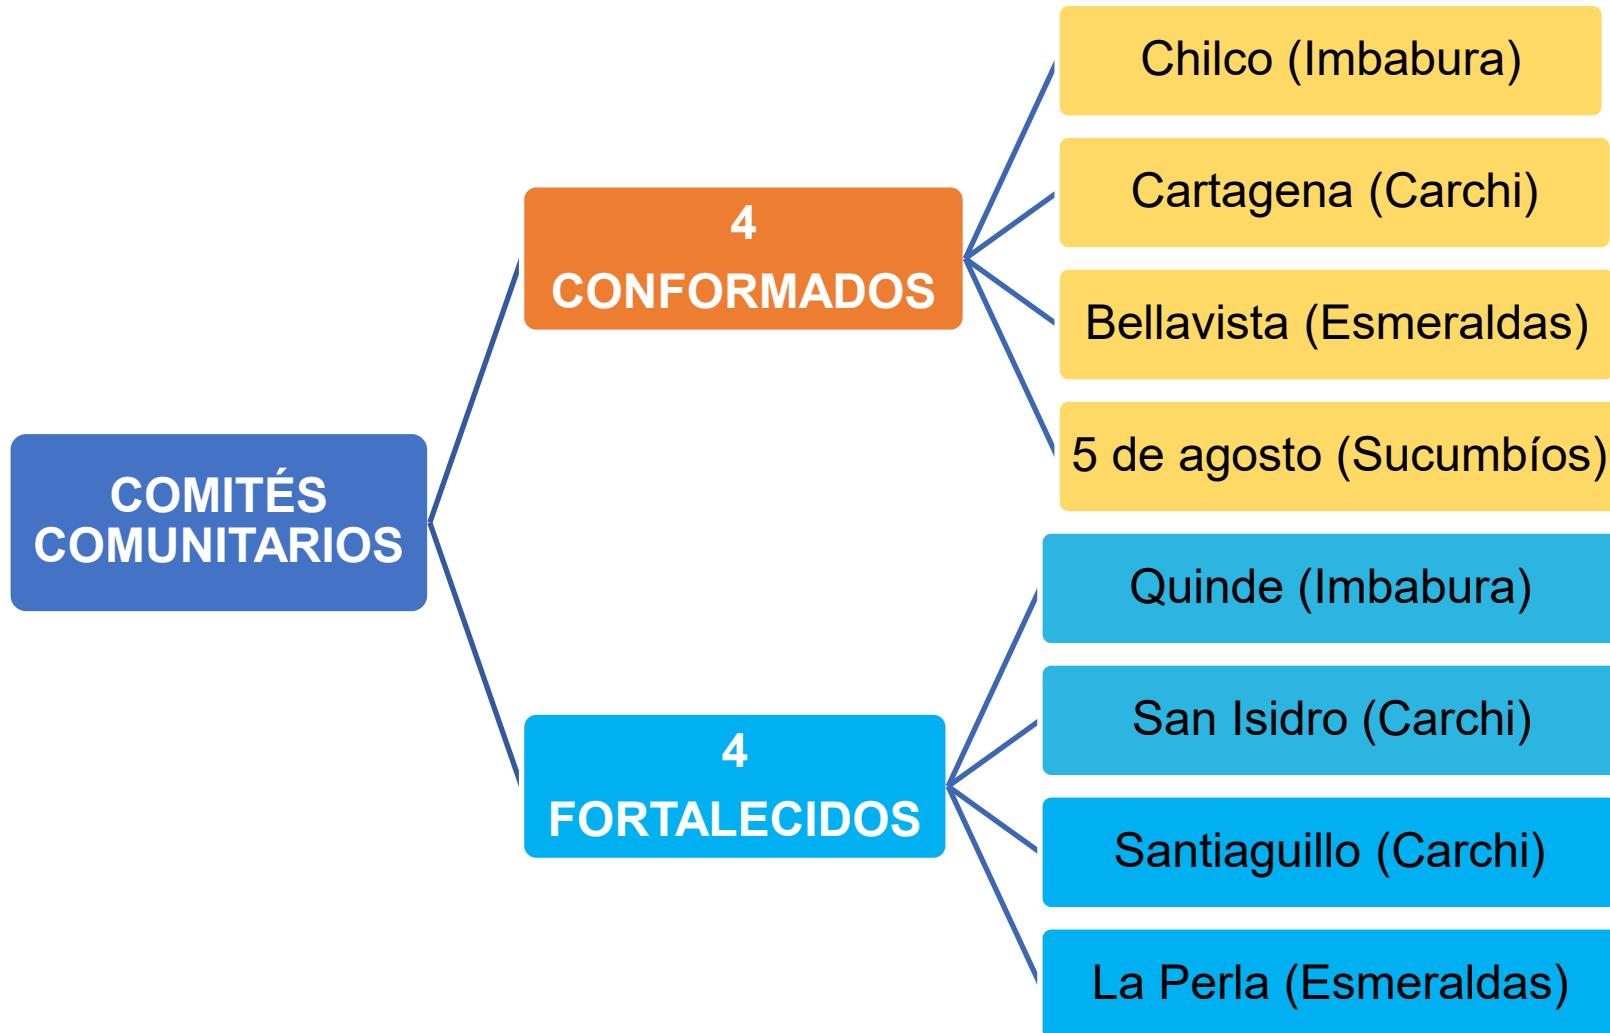 COMITÉS
COMUNITARIOS
4
CONFORMADOS
Chilco (Imbabura)
Cartagena (Carchi)
Bellavista (Esmeraldas)
5 de agosto (Sucumbíos)
4
FORTALECIDOS
Quinde (Imbabura)
San Isidro (Carchi)
Santiaguillo (Carchi)
La Perla (Esmeraldas)